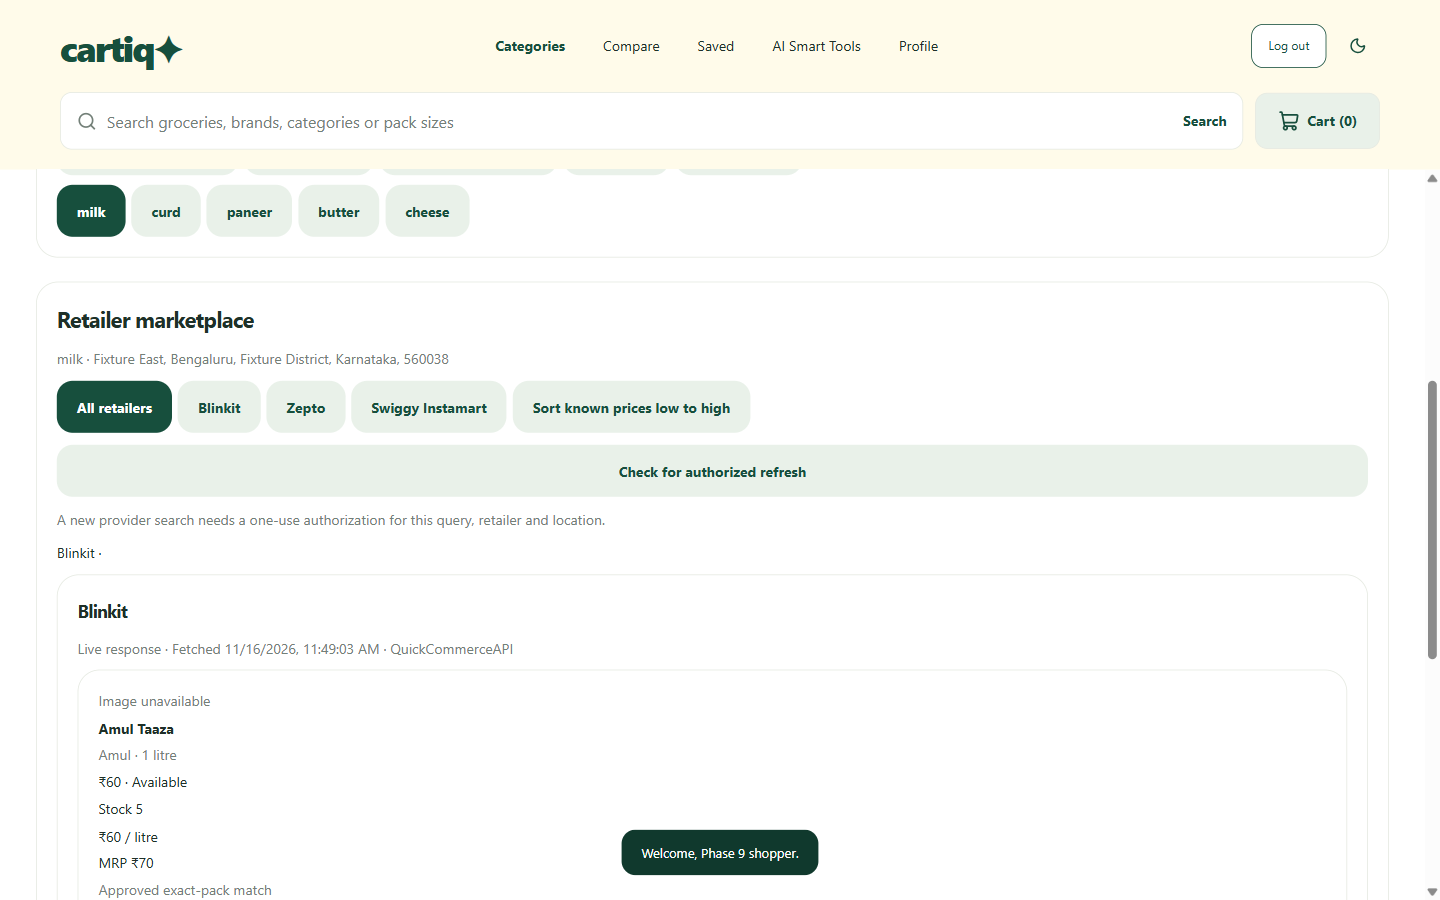 cartiq
Categories Compare Saved AI Smart Tools Profile
Log out
Search groceries, brands, categories or pack sizes Search
Cart (0)
milk curd paneer butter cheese
Retailer marketplace
milk · Fixture East, Bengaluru, Fixture District, Karnataka, 560038
All retailers Blinkit Zepto Swiggy Instamart Sort known prices low to high
Check for authorized refresh
A new provider search needs a one-use authorization for this query, retailer and location.
Blinkit ·
Blinkit
Live response · Fetched 11/16/2026, 11:49:03 AM · QuickCommerceAPI
Image unavailable
Amul Taaza
Amul · 1 litre
₹60 · Available
Stock 5
₹60 / litre
MRP ₹70
Approved exact-pack match
Welcome, Phase 9 shopper.